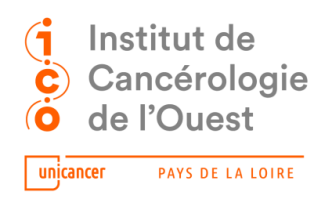 ico
Institut de
Cancérologie
de l'Ouest
unicancer PAYS DE LA LOIRE